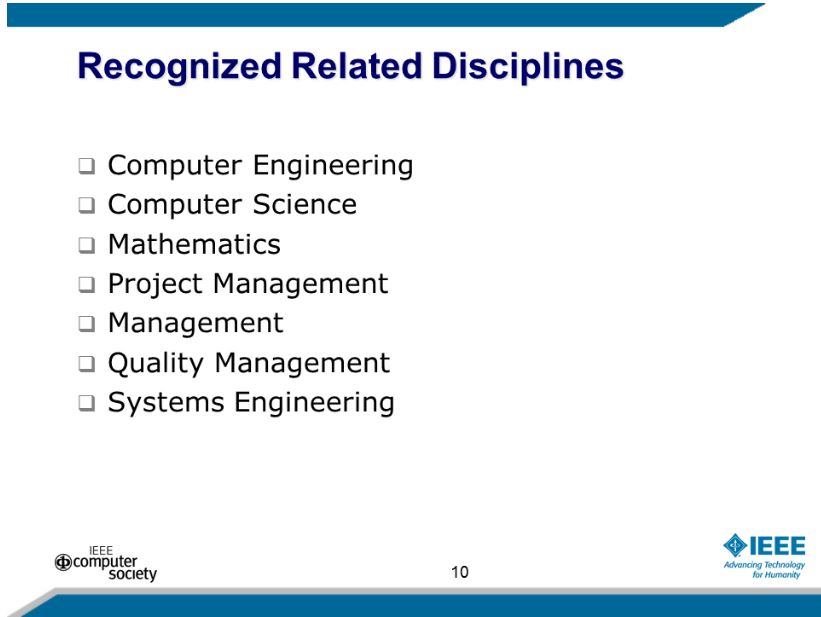 Recognized Related Disciplines
❑ Computer Engineering
❑ Computer Science
❑ Mathematics
❑ Project Management
❑ Management
❑ Quality Management
❑ Systems Engineering
IEEE
computer
society
10
IEEE
Advancing Technology
for Humanity